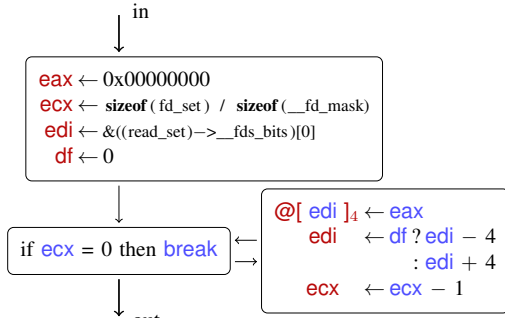 in
eax ← 0x00000000
ecx ← sizeof(fd_set) / sizeof(__fd_mask)
edi ← &((read_set)−>__fds_bits)[0]
df ← 0
if ecx = 0 then break
@[ edi ]₄ ← eax
edi ← df ? edi − 4
: edi + 4
ecx ← ecx − 1